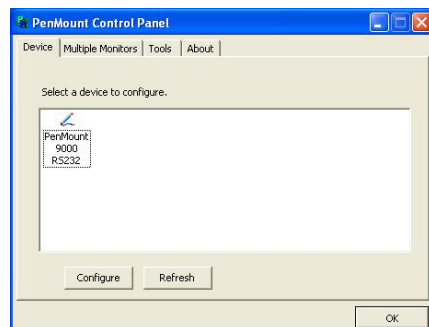 PenMount Control Panel
Device Multiple Monitors Tools About
Select a device to configure.
PenMount
9000
RS232
Configure Refresh
OK